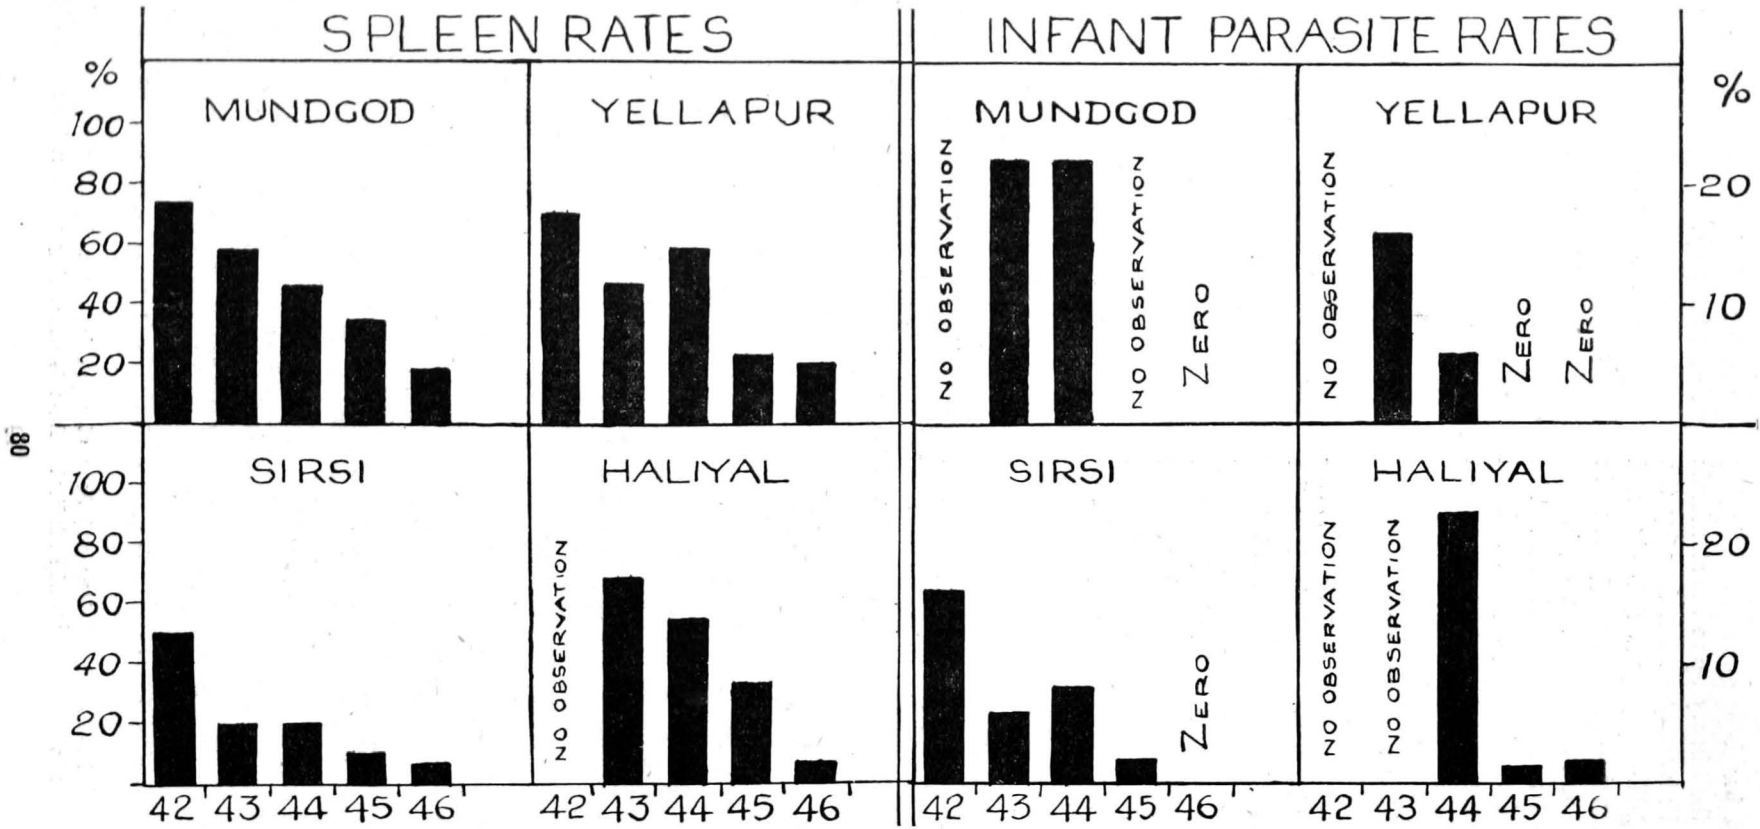 SPLEEN RATES
INFANT PARASITE RATES
%
MUNDGOD
YELLAPUR
MUNDGOD
YELLAPUR
%
100
80
60
40
20
NO OBSERVATION
NO OBSERVATION
ZERO
NO OBSERVATION
ZERO
ZERO
20
10
80
SIRSI
HALIYAL
SIRSI
HALIYAL
100
80
60
40
20
NO OBSERVATION
ZERO
NO OBSERVATION
NO OBSERVATION
20
10
42 43 44 45 46
42 43 44 45 46
42 43 44 45 46
42 43 44 45 46